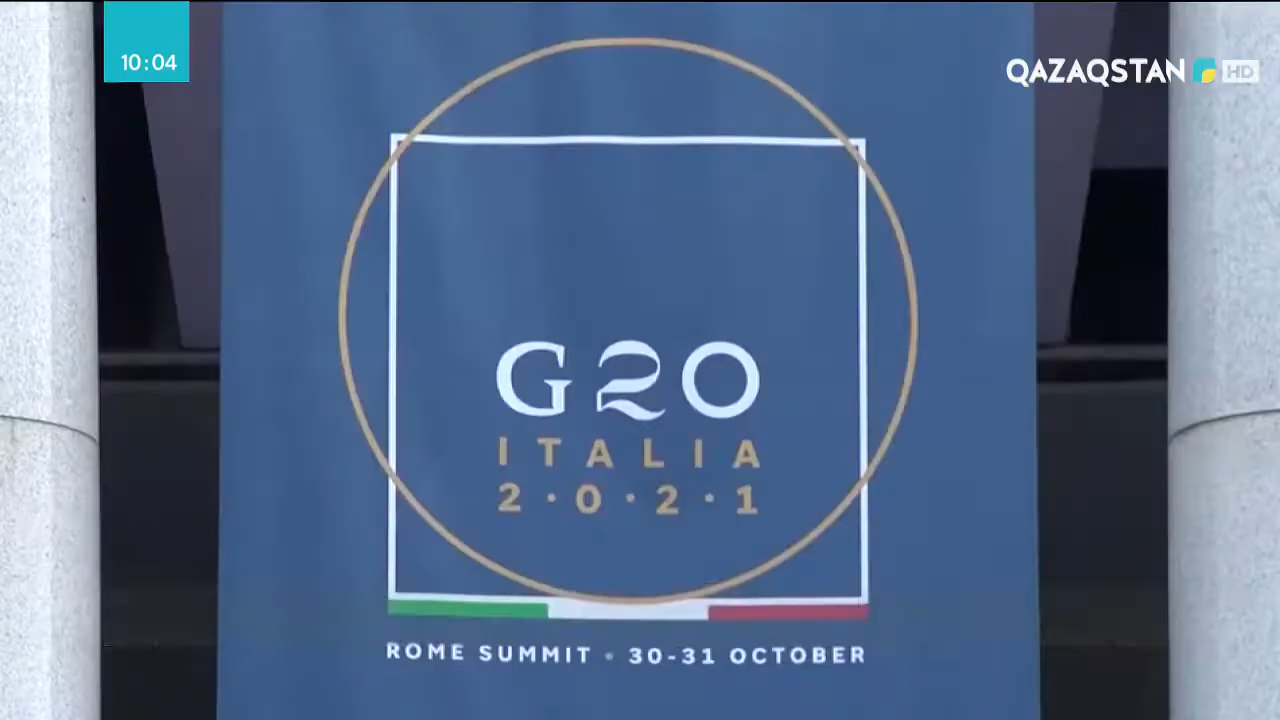 10:04
QAZAQSTAN HD
G20
ITALIA
2·0·2·1
ROME SUMMIT • 30-31 OCTOBER